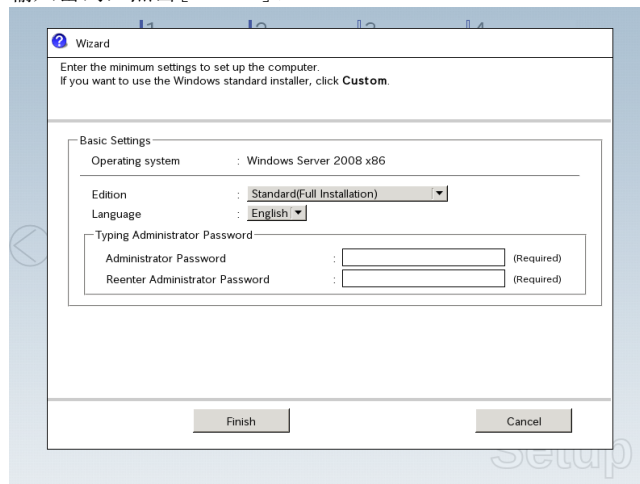 Wizard
Enter the minimum settings to set up the computer.
If you want to use the Windows standard installer, click Custom.
Basic Settings
Operating system : Windows Server 2008 x86
Edition : Standard(Full Installation)
Language : English
Typing Administrator Password
Administrator Password : (Required)
Reenter Administrator Password : (Required)
Finish Cancel
Setup